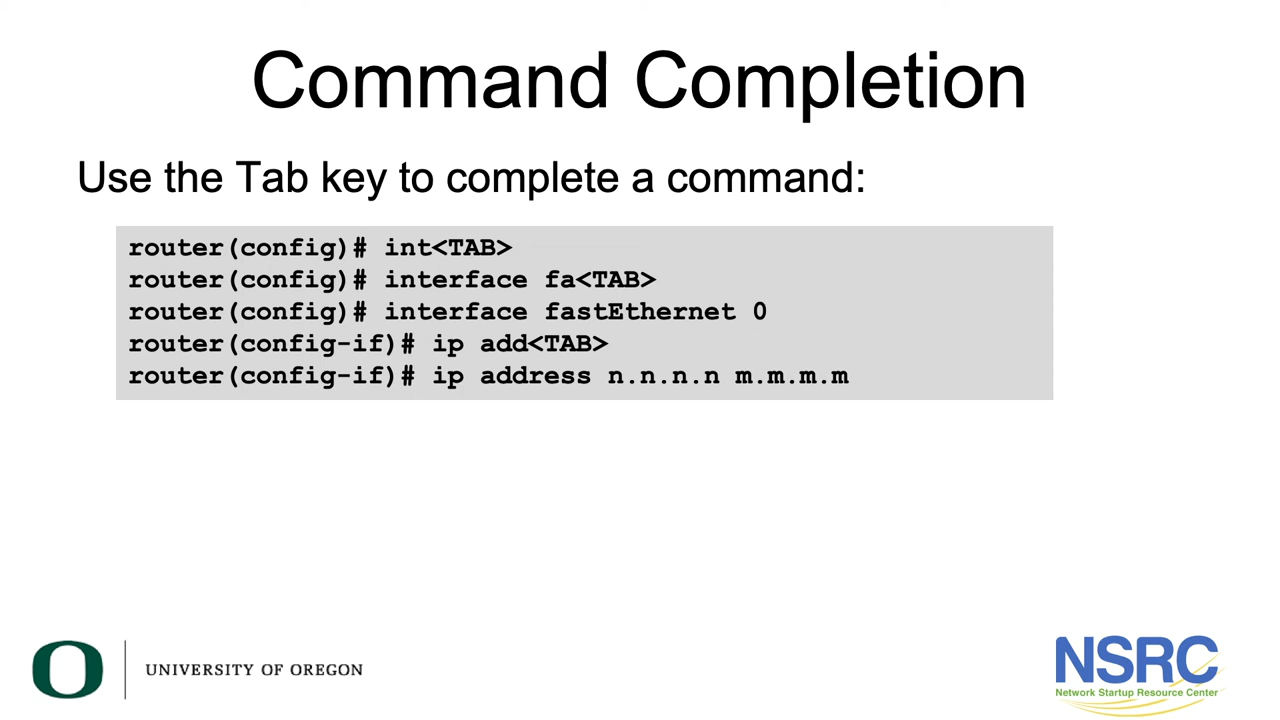 Command Completion
Use the Tab key to complete a command:
router(config)# int<TAB>
router(config)# interface fa<TAB>
router(config)# interface fastEthernet 0
router(config-if)# ip add<TAB>
router(config-if)# ip address n.n.n.n m.m.m.m
O
UNIVERSITY OF OREGON
NSRC
Network Startup Resource Center